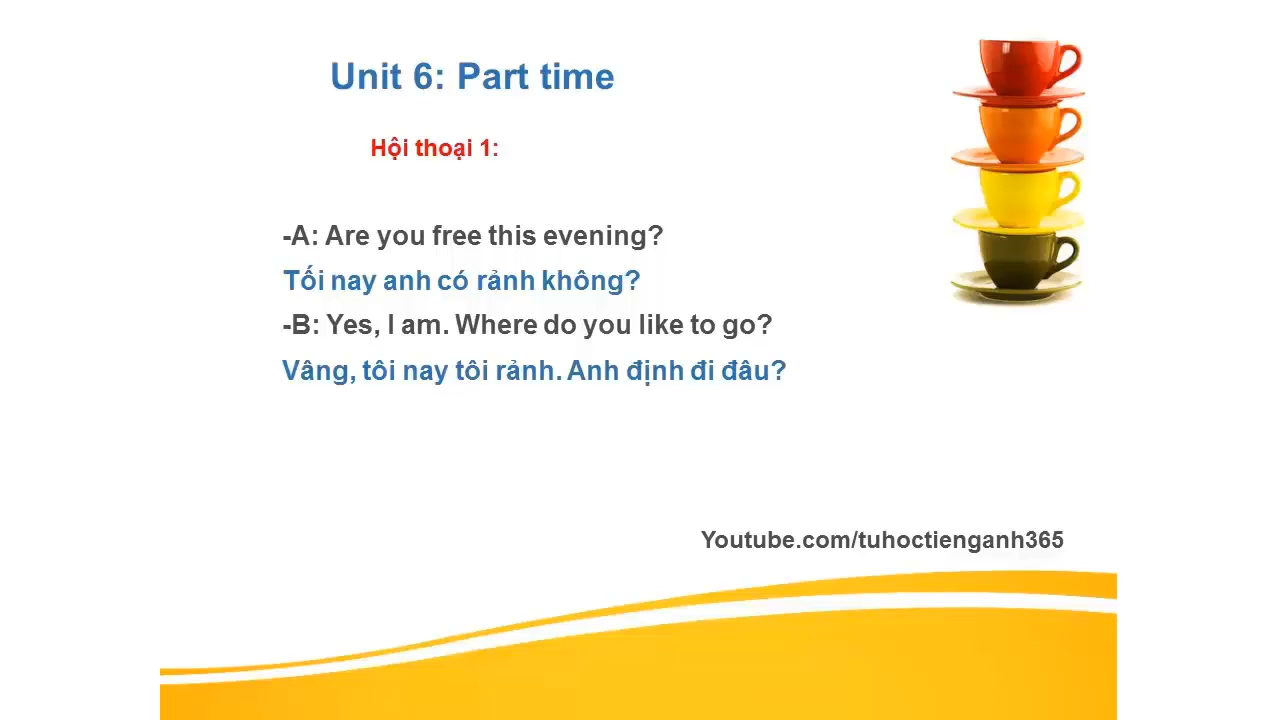 Unit 6: Part time
Hội thoại 1:
-A: Are you free this evening?
Tối nay anh có rảnh không?
-B: Yes, I am. Where do you like to go?
Vâng, tôi nay tôi rảnh. Anh định đi đâu?
Youtube.com/tuhoctienganh365